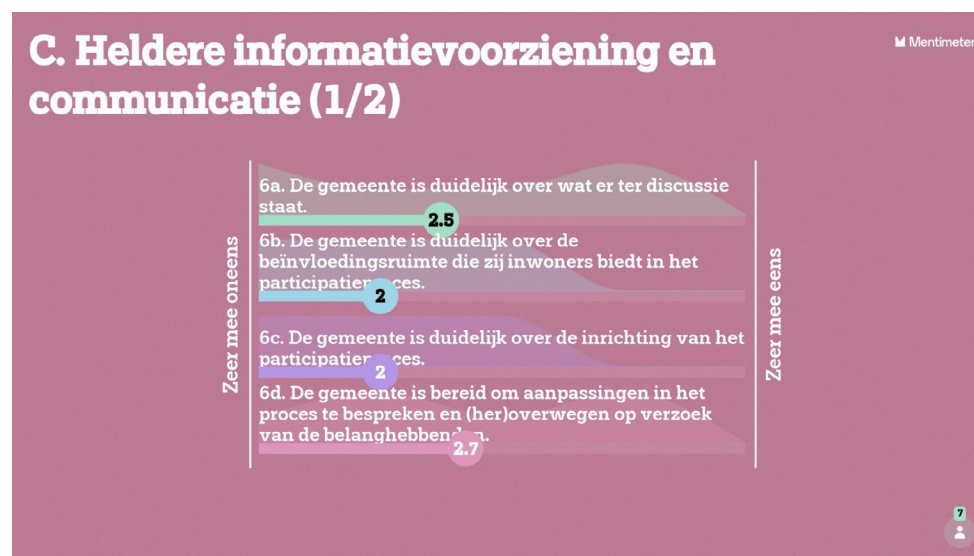 C. Heldere informatievoorziening en
communicatie (1/2)
Mentimeter
Zeer mee oneens
6a. De gemeente is duidelijk over wat er ter discussie
staat.
2.5
6b. De gemeente is duidelijk over de
beïnvloedingsruimte die zij inwoners biedt in het
participatieproces.
2
6c. De gemeente is duidelijk over de inrichting van het
participatieproces.
2
6d. De gemeente is bereid om aanpassingen in het
proces te bespreken en (her)overwegen op verzoek
van de belanghebbenden.
2.7
Zeer mee eens
7